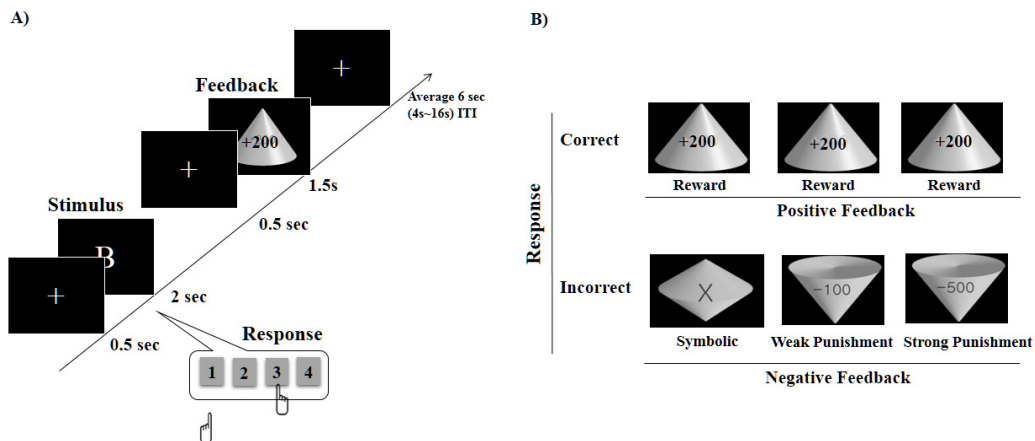 A)
Feedback
+200
Average 6 sec
(4s~16s) ITI
1.5s
0.5 sec
Stimulus
B
2 sec
0.5 sec
Response
1 2 3 4
B)
Response
Correct
+200 +200 +200
Reward Reward Reward
Positive Feedback
Incorrect
X -100 -500
Symbolic Weak Punishment Strong Punishment
Negative Feedback